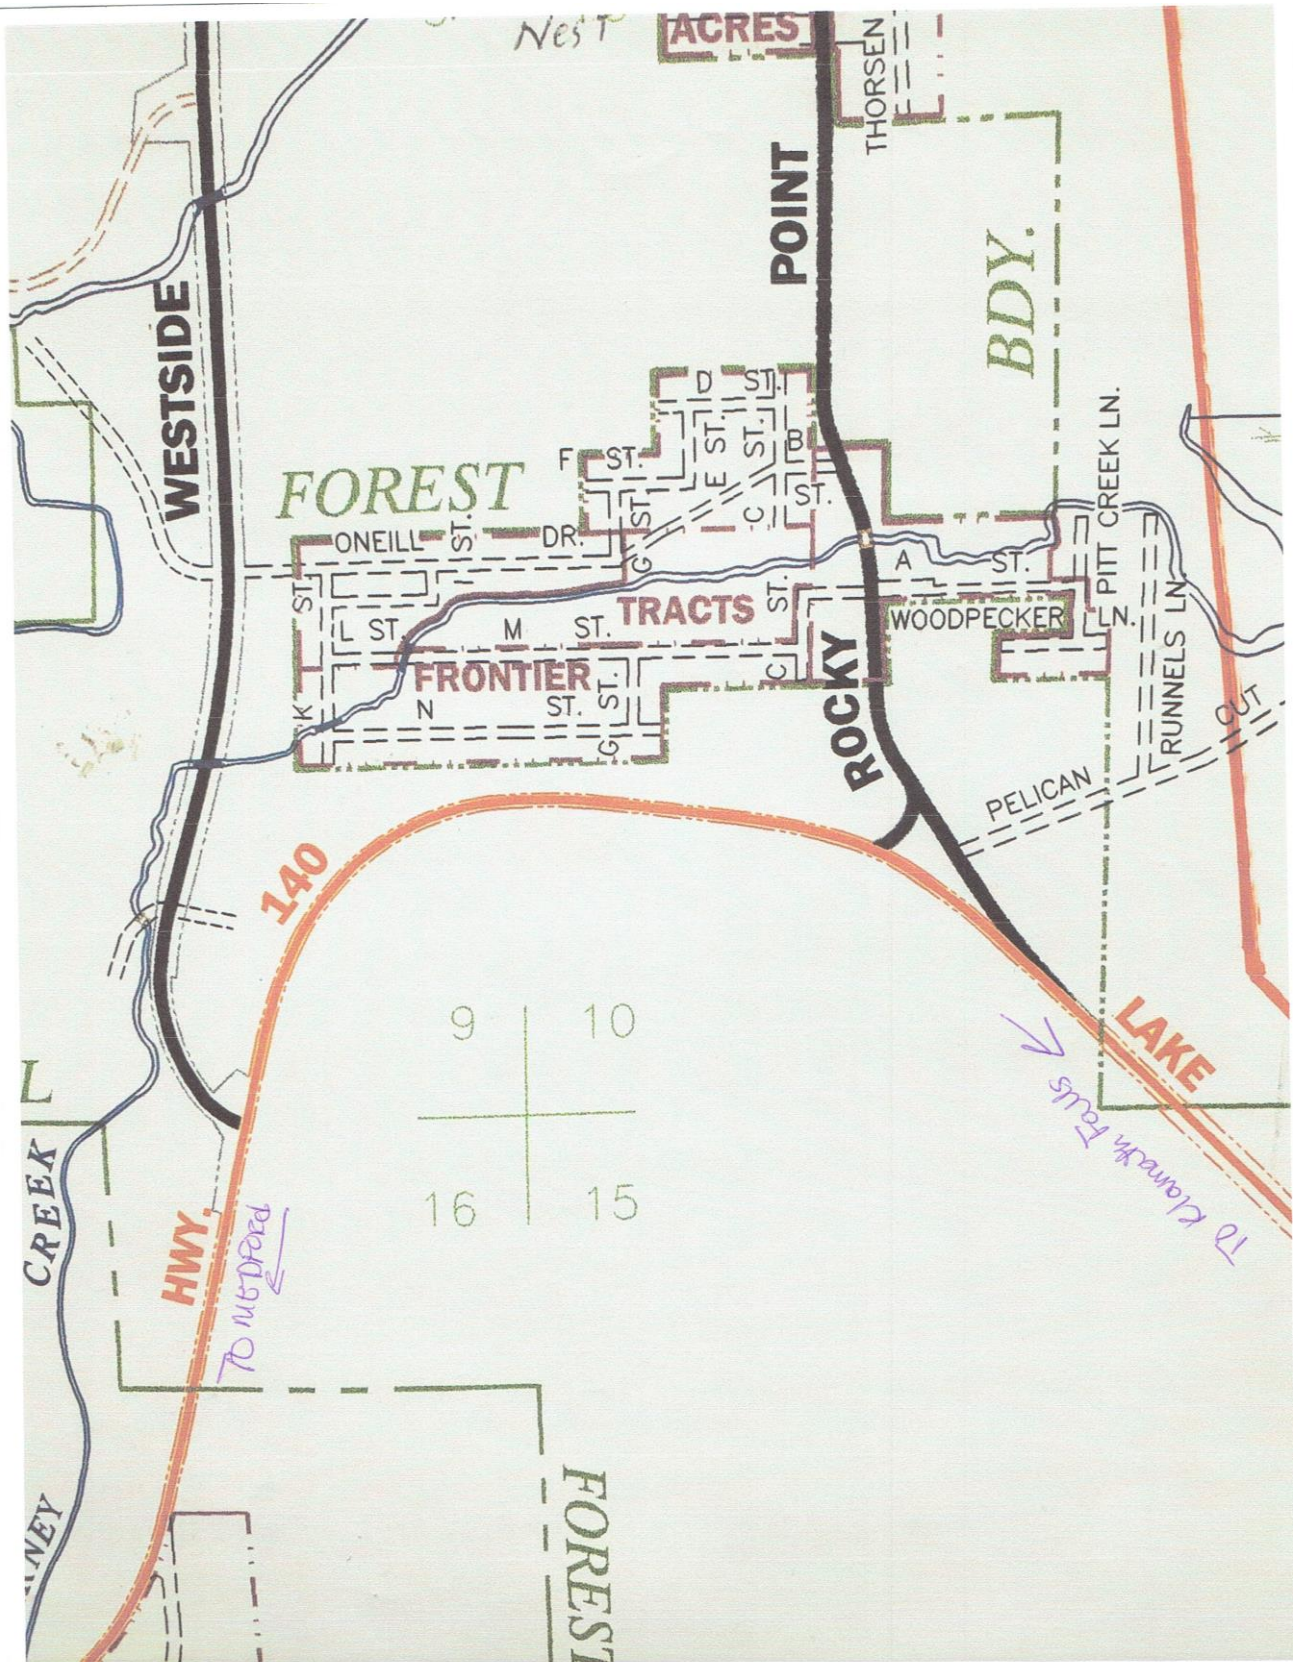 Nest
ACRES
THORSEN
POINT
BDY.
WESTSIDE
D ST.
PITT CREEK LN.
F ST.
E ST.
C ST.
B ST.
FOREST
ONEILL DR.
ST.
G ST.
A ST.
K ST.
L ST.
M ST.
TRACTS
C ST.
WOODPECKER LN.
FRONTIER
ROCKY
RUNNELS LN.
N ST.
G ST.
PELICAN CUT
140
9 10
LAKE
16 15
L
CREEK
HWY.
TO MEDFORD
TO Klamath Falls
NEY
FOREST